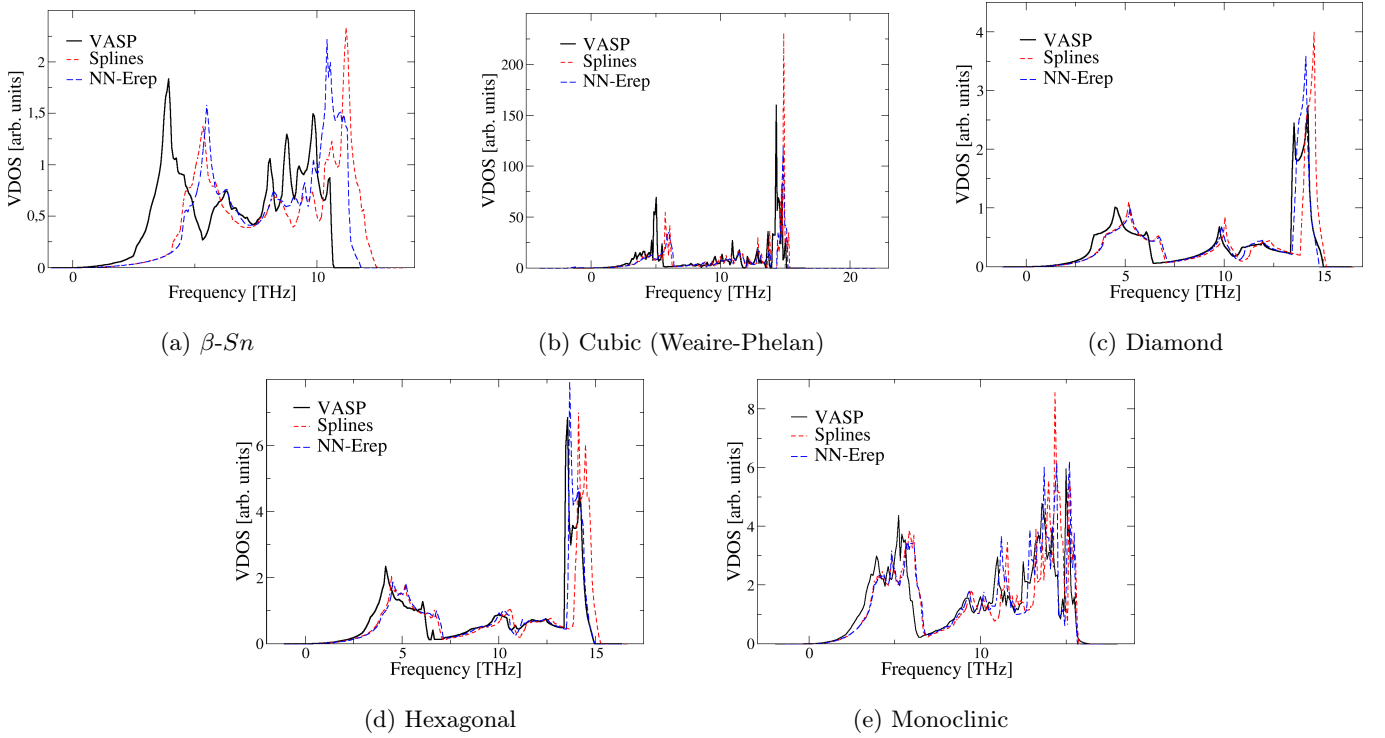 VDOS [arb. units]
2
1.5
1
0.5
0
VASP
Splines
NN-Erep
0
10
Frequency [THz]
(a) β-Sn
VDOS [arb. units]
200
150
100
50
0
VASP
Splines
NN-Erep
0
10
20
Frequency [THz]
(b) Cubic (Weaire-Phelan)
VDOS [arb. units]
4
3
2
1
0
VASP
Splines
NN-Erep
0
5
10
15
Frequency [THz]
(c) Diamond
VDOS [arb. units]
6
4
2
0
VASP
Splines
NN-Erep
0
5
10
15
Frequency [THz]
(d) Hexagonal
VDOS [arb. units]
8
6
4
2
0
VASP
Splines
NN-Erep
0
10
Frequency [THz]
(e) Monoclinic